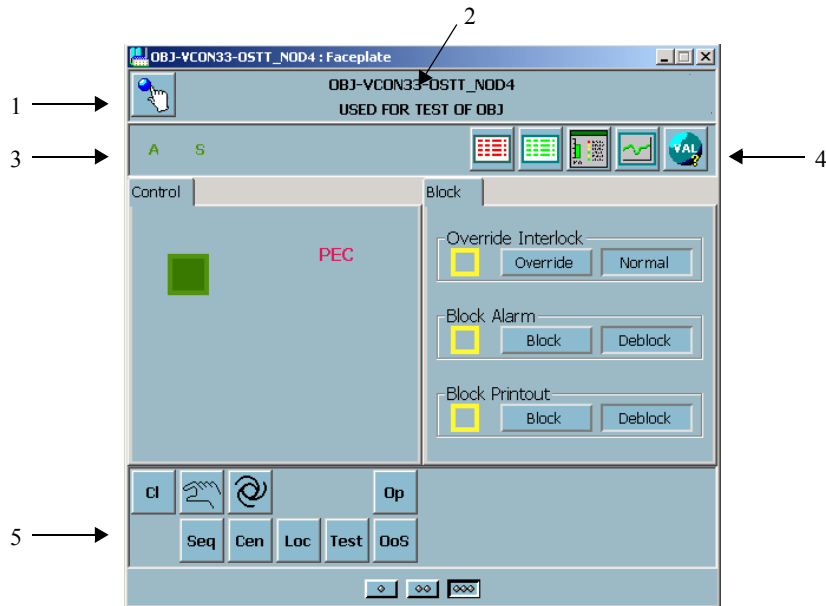 2
OBJ-VCON33-OSTT_NOD4 : Faceplate
OBJ-VCON33-OSTT_NOD4
1
USED FOR TEST OF OBJ
3
A S
VAL ?
4
Control
Block
PEC
Override Interlock
Override Normal
Block Alarm
Block Deblock
Block Printout
Block Deblock
Cl
Op
5
Seq Cen Loc Test OoS